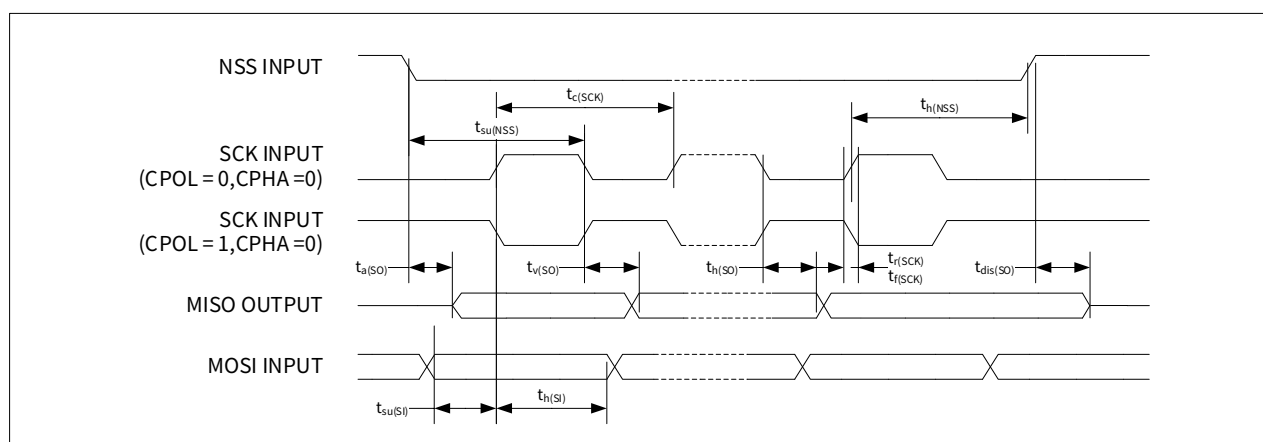 NSS INPUT
tc(SCK)
th(NSS)
tsu(NSS)
SCK INPUT
(CPOL = 0,CPHA =0)
SCK INPUT
(CPOL = 1,CPHA =0)
ta(SO)
tv(SO)
th(SO)
tr(SCK)
tf(SCK)
tdis(SO)
MISO OUTPUT
MOSI INPUT
tsu(SI)
th(SI)